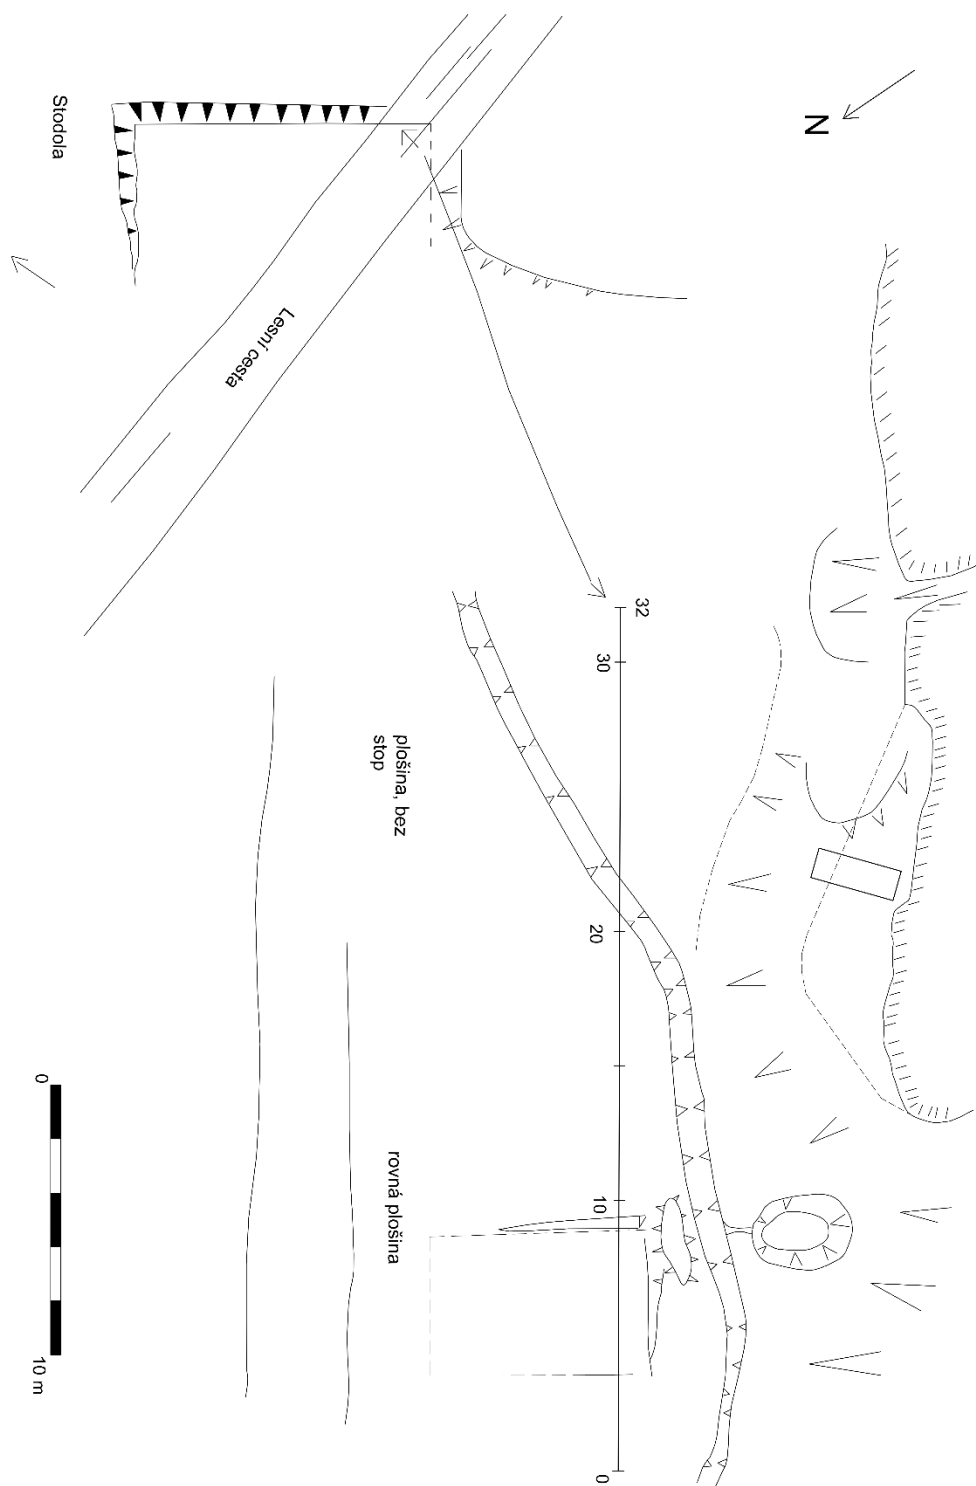 Stodola
N
Lesní cesta
32
30
plošina, bez
stop
20
0
rovná plošina
10
10 m
0